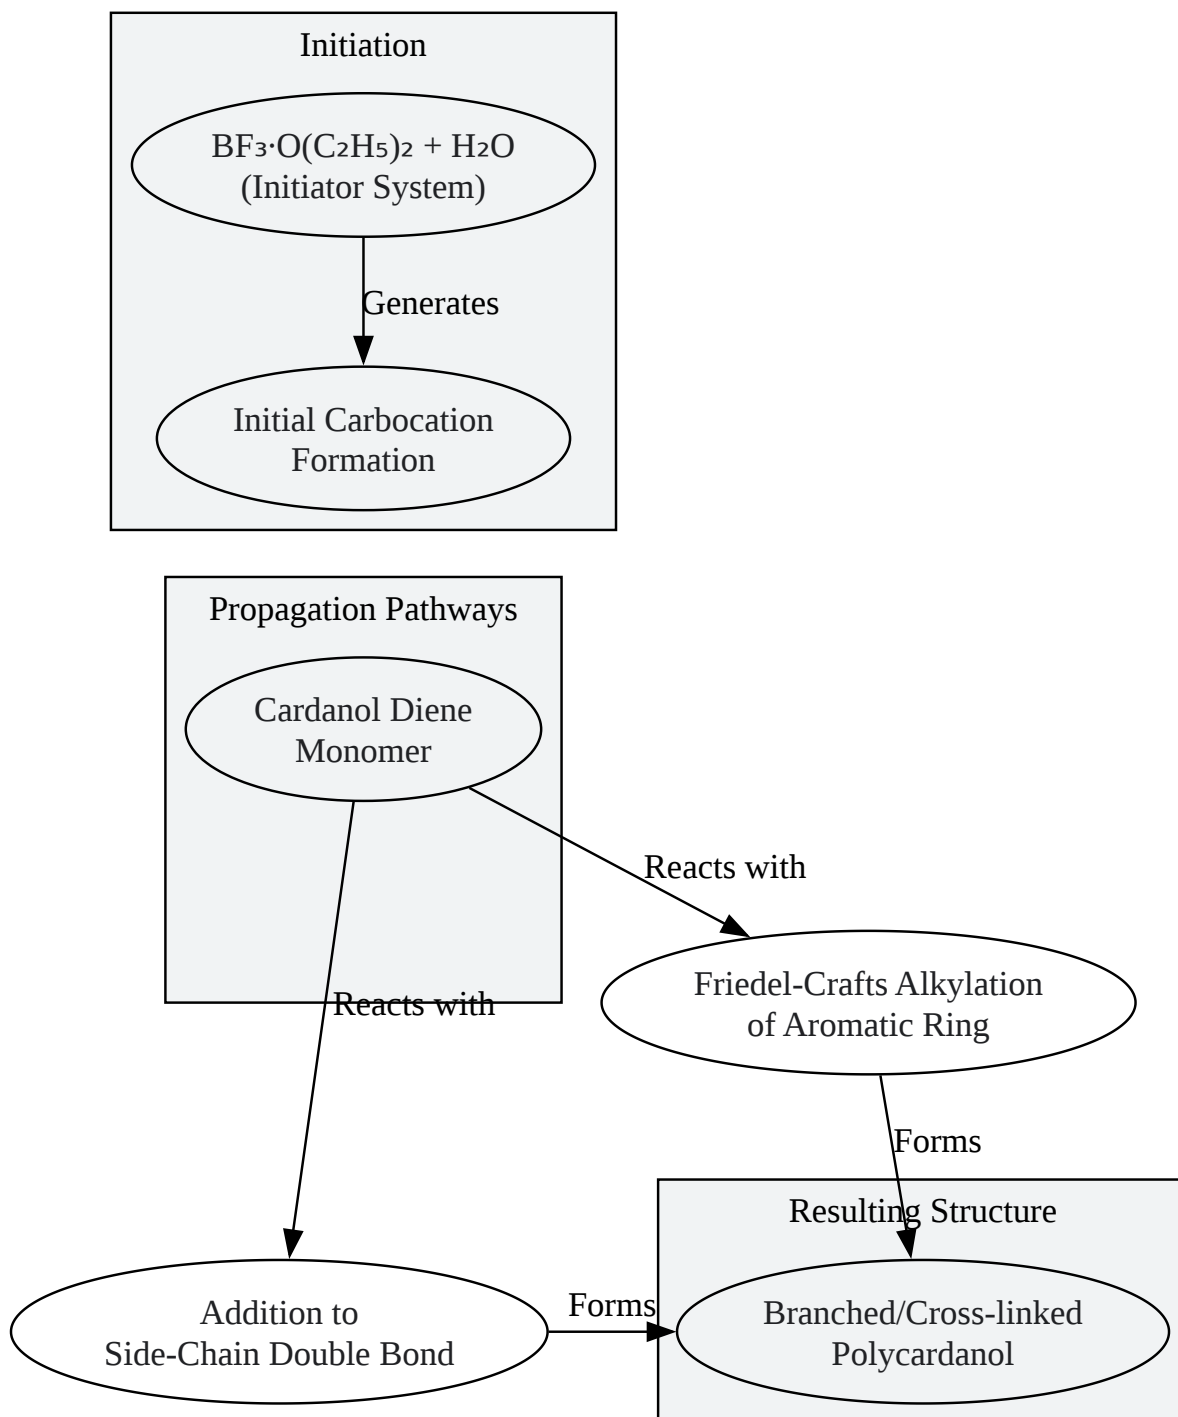 Initiation
BF₃·O(C₂H₅)₂ + H₂O
(Initiator System)
Generates
Initial Carbocation
Formation
Propagation Pathways
Cardanol Diene
Monomer
Reacts with
Friedel-Crafts Alkylation
of Aromatic Ring
Reacts with
Forms
Resulting Structure
Addition to
Side-Chain Double Bond
Forms
Branched/Cross-linked
Polycardanol